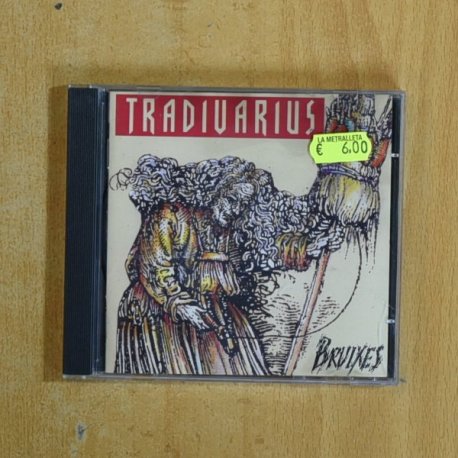 TRADIVARIUS
LA METRALLETA
€ 6,00
BRUIXES